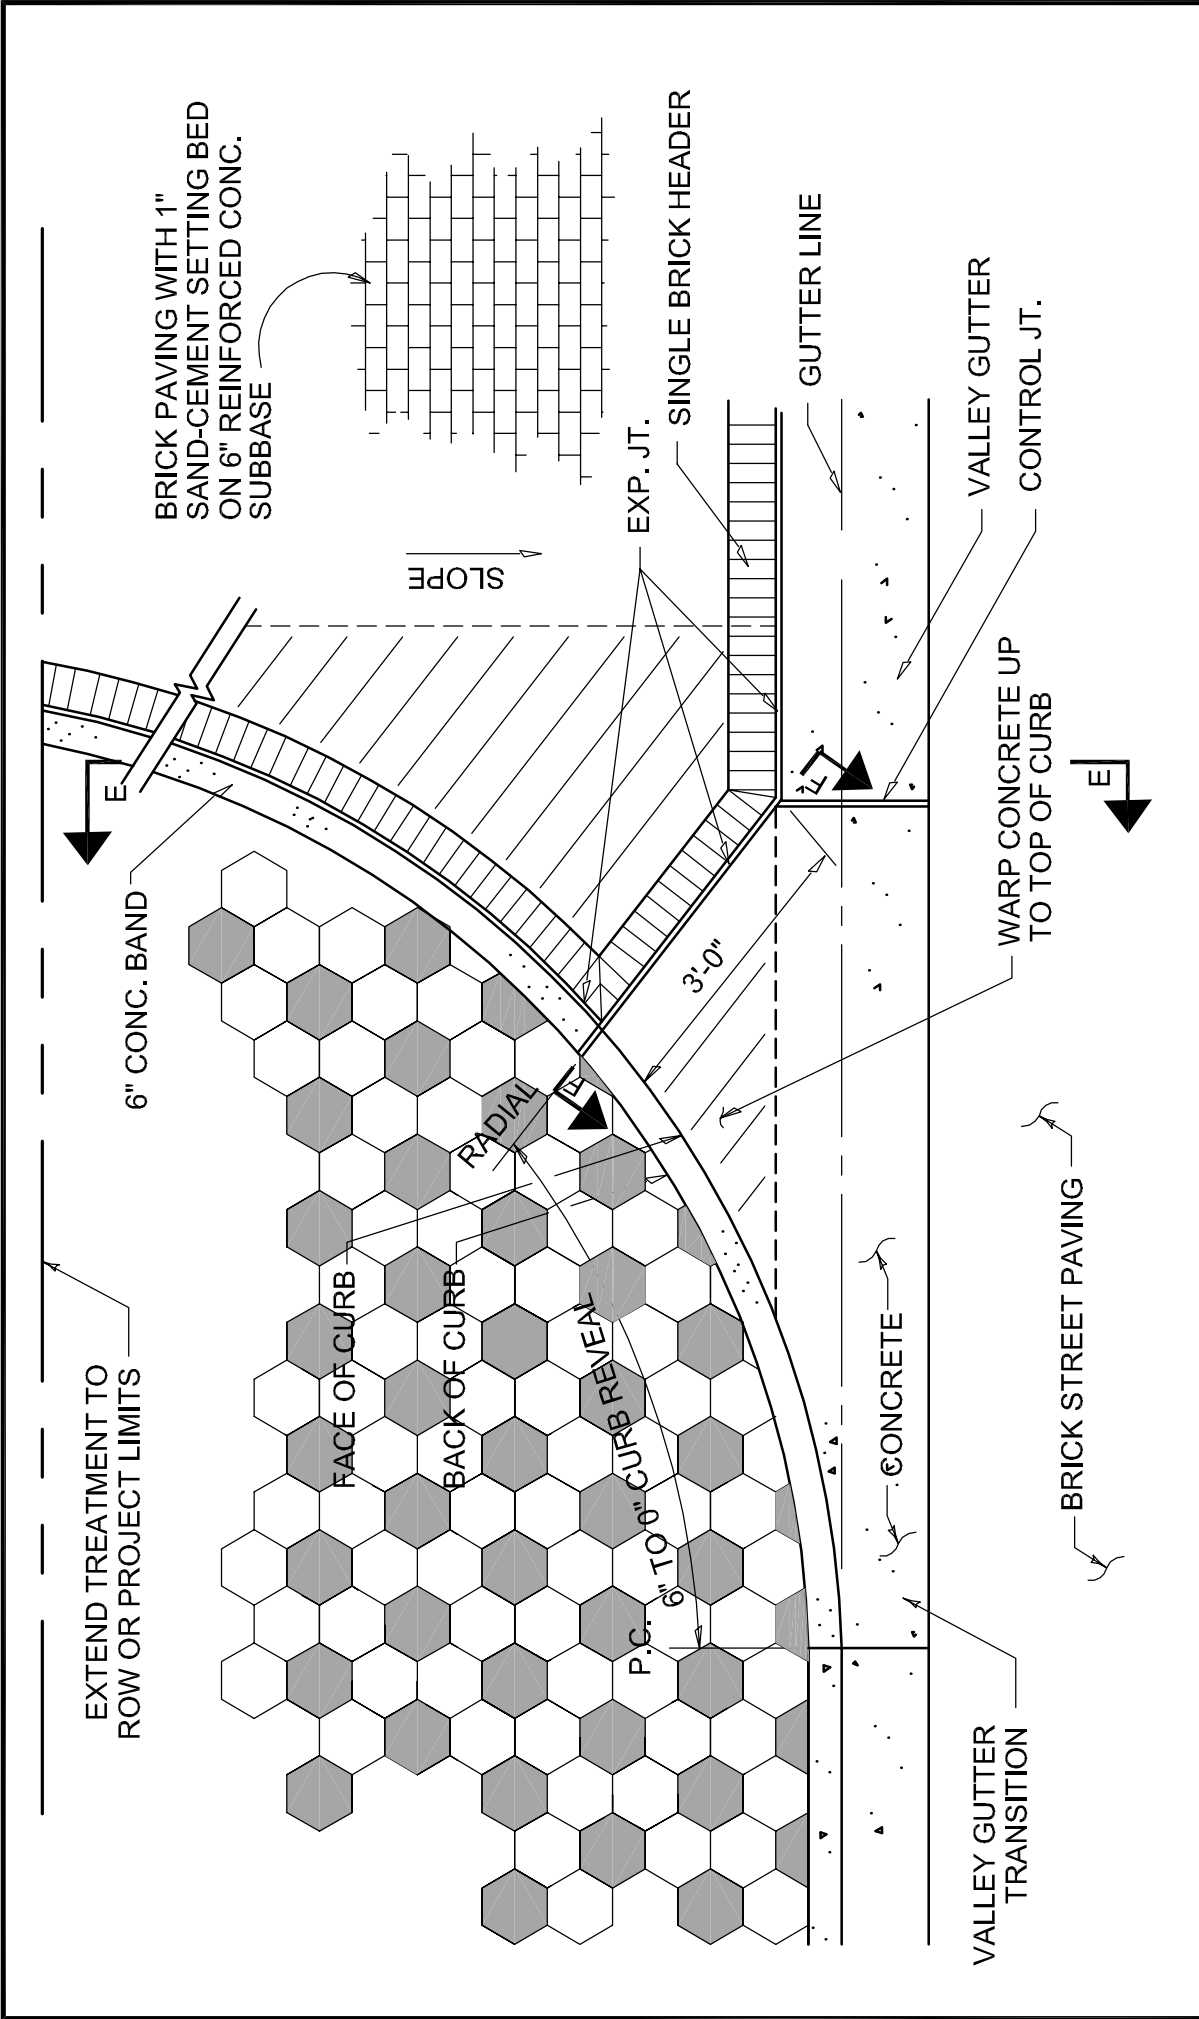 EXTEND TREATMENT TO
ROW OR PROJECT LIMITS
6" CONC. BAND
BRICK PAVING WITH 1"
SAND-CEMENT SETTING BED
ON 6" REINFORCED CONC.
SUBBASE
E
SLOPE
FACE OF CURB
BACK OF CURB
RADIAL
F
P.C.
6" TO 0" CURB REVEAL
EXP. JT.
SINGLE BRICK HEADER
3'-0"
F
GUTTER LINE
CONCRETE
VALLEY GUTTER
TRANSITION
WARP CONCRETE UP
TO TOP OF CURB
VALLEY GUTTER
CONTROL JT.
BRICK STREET PAVING
E